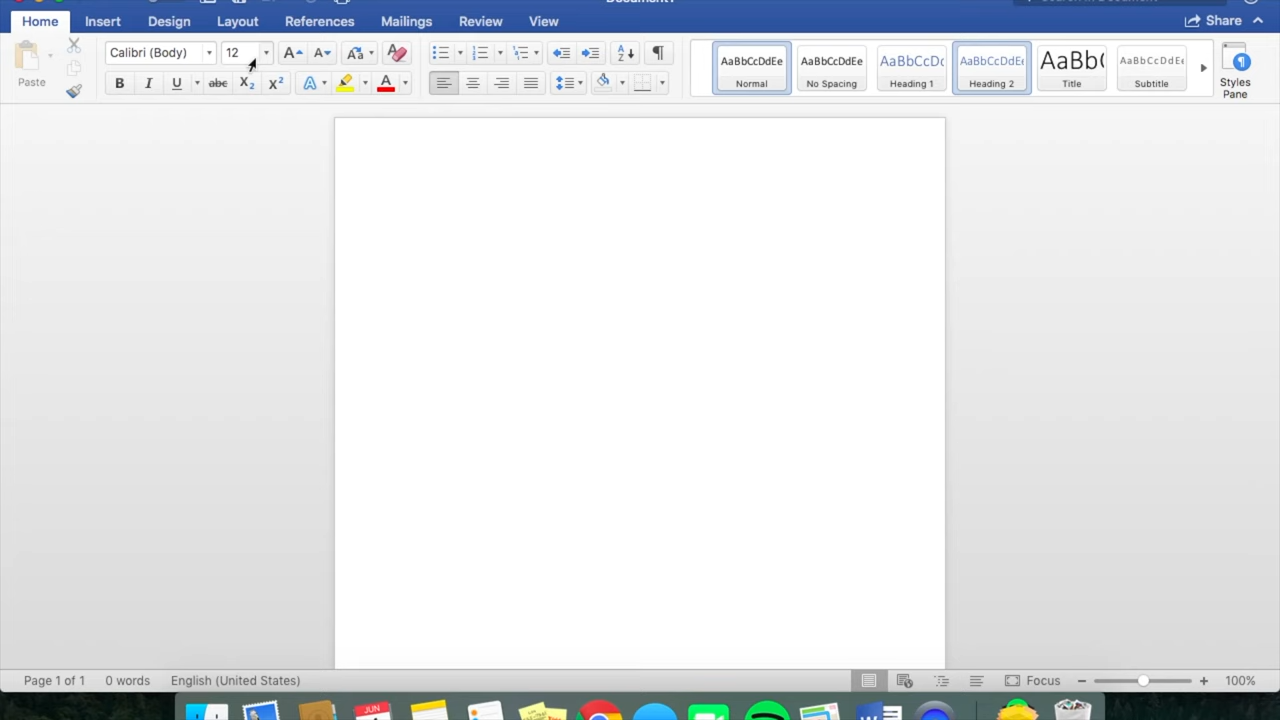 Home Insert Design Layout References Mailings Review View Share
Paste
Calibri (Body) 12
AaBbCcDdEe AaBbCcDdEe AaBbCcDc AaBbCcDdEe AaBb( AaBbCcDdEe
Normal No Spacing Heading 1 Heading 2 Title Subtitle
Styles
Pane
B I U abc X₂ X² A A
Page 1 of 1 0 words English (United States) Focus 100%
JUN